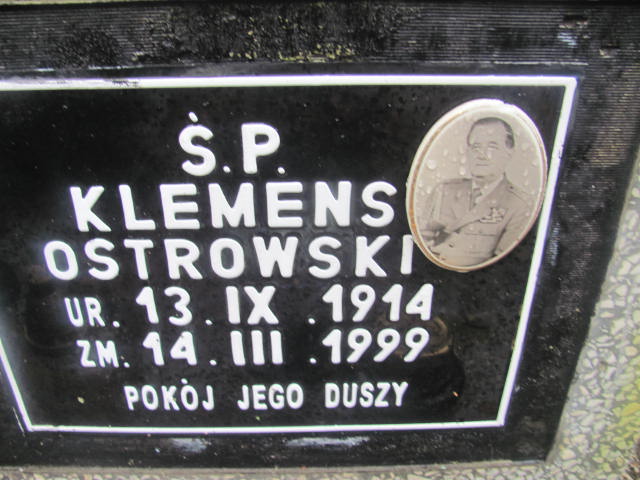 Ś.P.
KLEMENS
OSTROWSKI
UR. 13. IX .1914
ZM. 14. III .1999
POKÓJ JEGO DUSZY